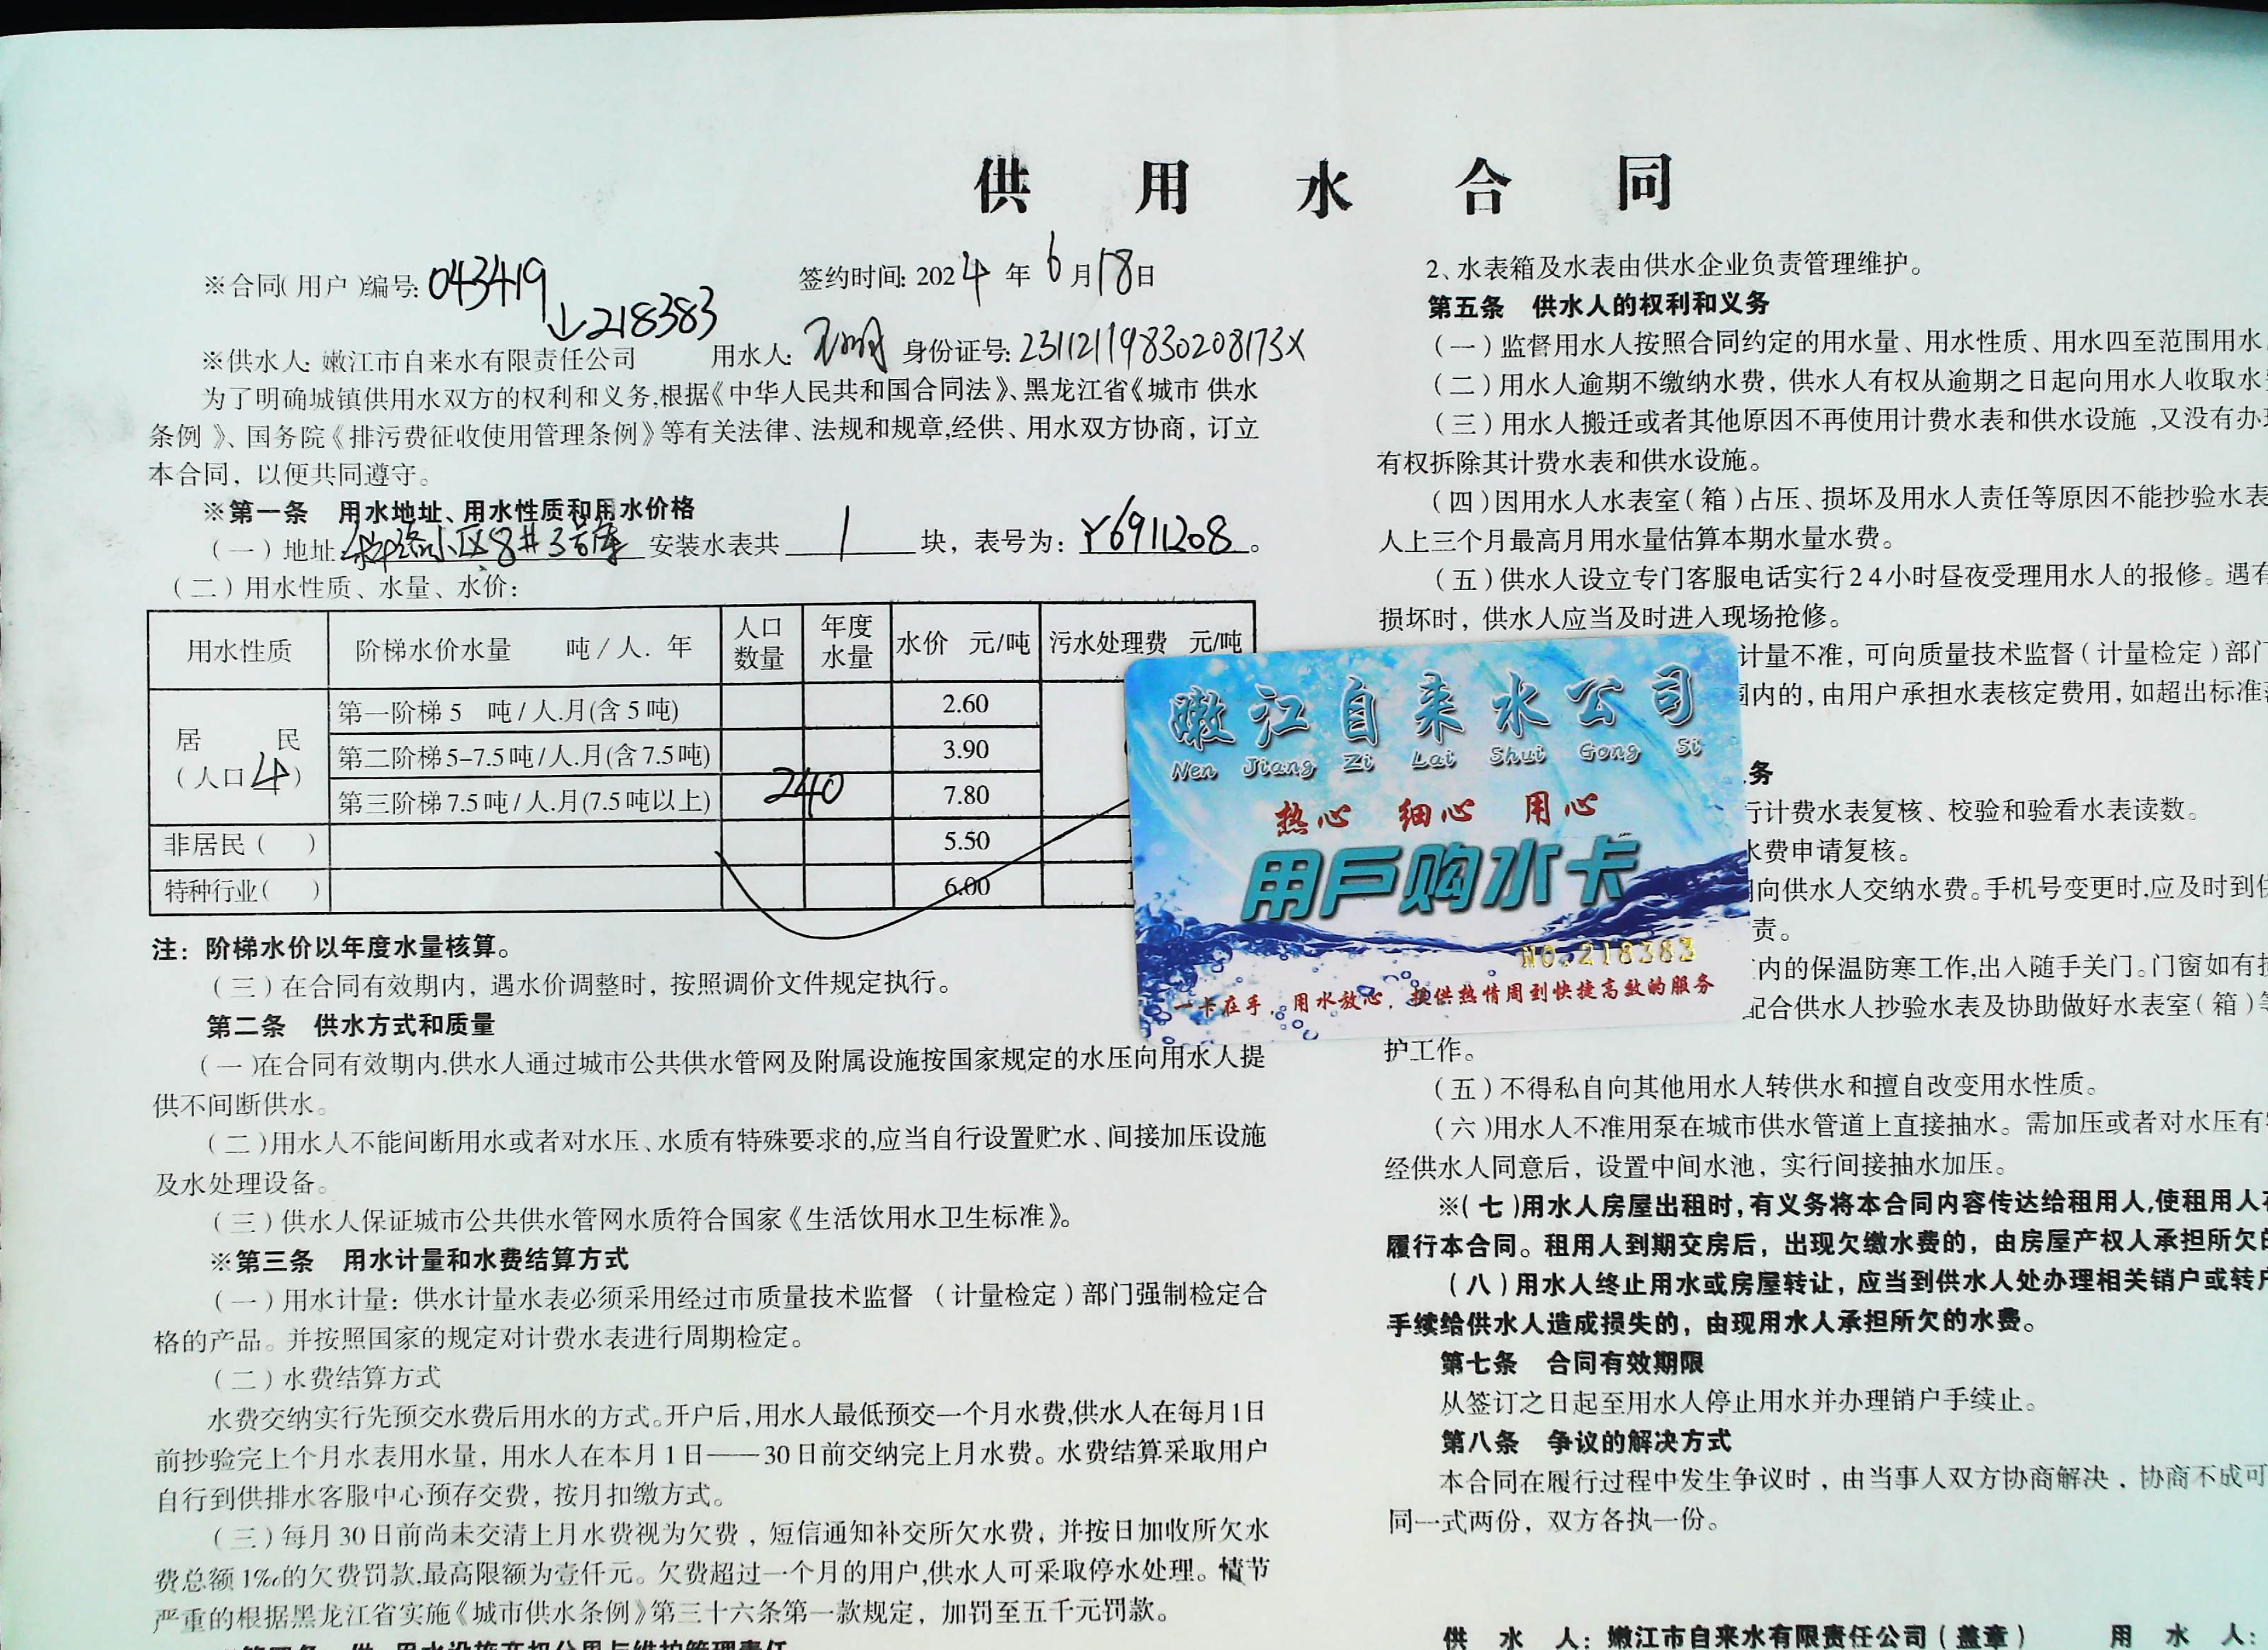 供用水合同
※合同(用户)编号:043419
↓218383
签约时间:2024年6月18日
※供水人:嫩江市自来水有限责任公司 用水人: 身份证号:23112119830208173X
为了明确城镇供用水双方的权利和义务,根据《中华人民共和国合同法》、黑龙江省《城市 供水
条例》、国务院《排污费征收使用管理条例》等有关法律、法规和规章,经供、用水双方协商，订立
本合同，以便共同遵守。
※第一条 用水地址、用水性质和用水价格
(一)地址 小区8#3号库 安装水表共 1 块，表号为：Y6911208。
(二)用水性质、水量、水价：
用水性质 阶梯水价水量 吨/人.年 人口数量 年度水量 水价 元/吨 污水处理费 元/吨
居民(人口4) 第一阶梯5 吨/人.月(含5吨) 2.60
第二阶梯5-7.5吨/人.月(含7.5吨) 3.90
第三阶梯7.5吨/人.月(7.5吨以上) 240 7.80
非居民( ) 5.50
特种行业( ) 6.00
注：阶梯水价以年度水量核算。
(三)在合同有效期内，遇水价调整时，按照调价文件规定执行。
第二条 供水方式和质量
(一)在合同有效期内,供水人通过城市公共供水管网及附属设施按国家规定的水压向用水人提
供不间断供水。
(二)用水人不能间断用水或者对水压、水质有特殊要求的,应当自行设置贮水、间接加压设施
及水处理设备。
(三)供水人保证城市公共供水管网水质符合国家《生活饮用水卫生标准》。
※第三条 用水计量和水费结算方式
(一)用水计量：供水计量水表必须采用经过市质量技术监督 (计量检定)部门强制检定合
格的产品。并按照国家的规定对计费水表进行周期检定。
(二)水费结算方式
水费交纳实行先预交水费后用水的方式。开户后,用水人最低预交一个月水费,供水人在每月1日
前抄验完上个月水表用水量，用水人在本月1日——30日前交纳完上月水费。水费结算采取用户
自行到供排水客服中心预存交费，按月扣缴方式。
(三)每月30日前尚未交清上月水费视为欠费，短信通知补交所欠水费，并按日加收所欠水
费总额1‰的欠费罚款,最高限额为壹仟元。欠费超过一个月的用户,供水人可采取停水处理。情节
严重的根据黑龙江省实施《城市供水条例》第三十六条第一款规定，加罚至五千元罚款。
2、水表箱及水表由供水企业负责管理维护。
第五条 供水人的权利和义务
(一)监督用水人按照合同约定的用水量、用水性质、用水四至范围用水
(二)用水人逾期不缴纳水费，供水人有权从逾期之日起向用水人收取水
(三)用水人搬迁或者其他原因不再使用计费水表和供水设施,又没有办
有权拆除其计费水表和供水设施。
(四)因用水人水表室(箱)占压、损坏及用水人责任等原因不能抄验水表
人上三个月最高月用水量估算本期水量水费。
(五)供水人设立专门客服电话实行24小时昼夜受理用水人的报修。遇有
损坏时，供水人应当及时进入现场抢修。
计量不准，可向质量技术监督(计量检定)部门
围内的,由用户承担水表核定费用,如超出标准
务
行计费水表复核、校验和验看水表读数。
水费申请复核。
向供水人交纳水费。手机号变更时,应及时到
责。
内的保温防寒工作,出入随手关门。门窗如有
配合供水人抄验水表及协助做好水表室(箱)
护工作。
(五)不得私自向其他用水人转供水和擅自改变用水性质。
(六)用水人不准用泵在城市供水管道上直接抽水。需加压或者对水压有
经供水人同意后，设置中间水池，实行间接抽水加压。
※(七)用水人房屋出租时,有义务将本合同内容传达给租用人,使租用人
履行本合同。租用人到期交房后，出现欠缴水费的，由房屋产权人承担所欠
(八)用水人终止用水或房屋转让，应当到供水人处办理相关销户或转户
手续给供水人造成损失的，由现用水人承担所欠的水费。
第七条 合同有效期限
从签订之日起至用水人停止用水并办理销户手续止。
第八条 争议的解决方式
本合同在履行过程中发生争议时，由当事人双方协商解决，协商不成可
同一式两份，双方各执一份。
供水人：嫩江市自来水有限责任公司(盖章) 用水人：
嫩江自来水公司
Nen Jiang Zi Lai Shui Gong Si
热心 细心 用心
用户购水卡
NO.218383
一卡在手，用水放心，提供热情周到快捷高效的服务